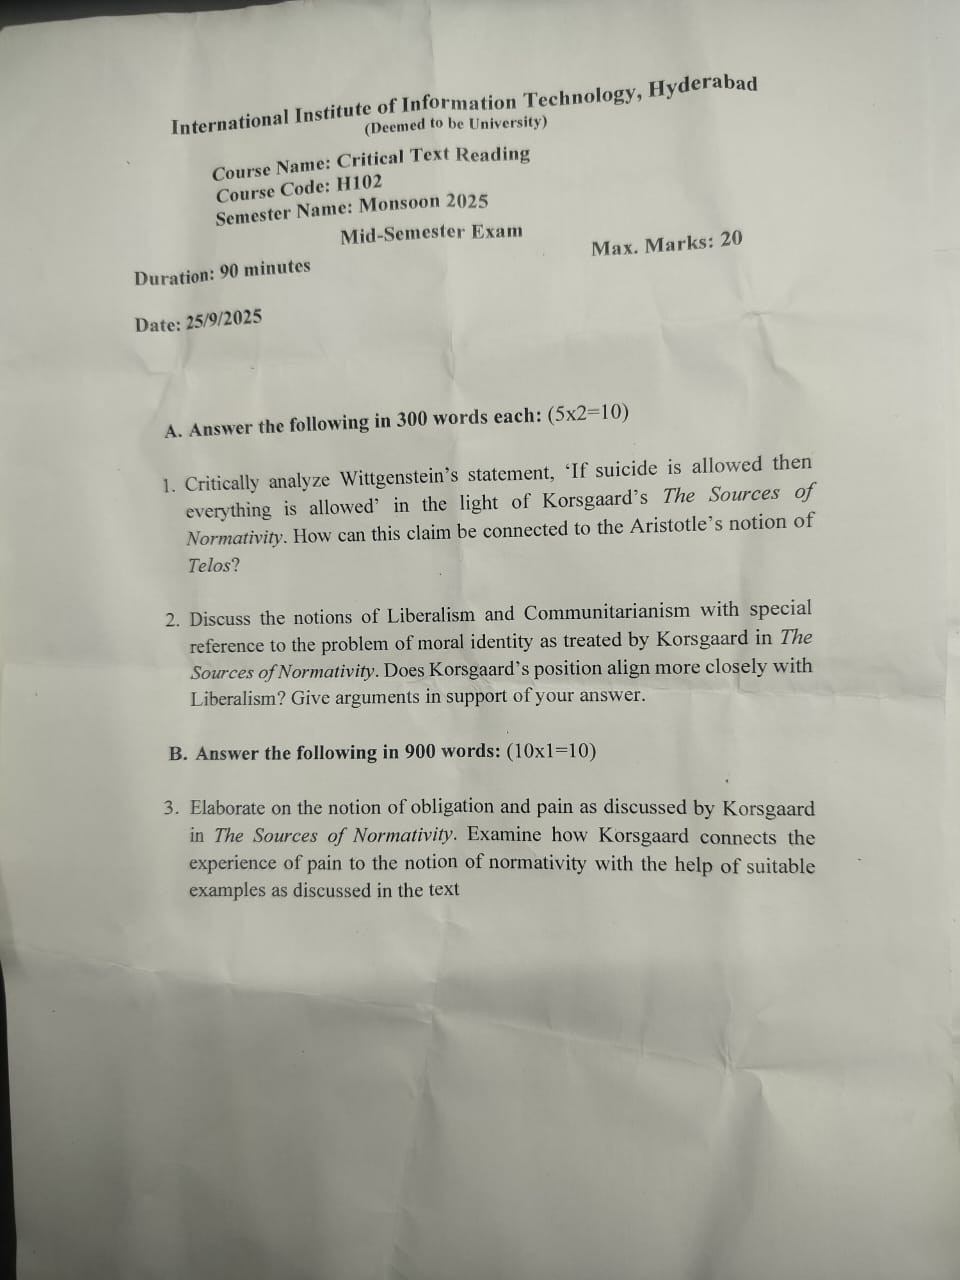 International Institute of Information Technology, Hyderabad
(Deemed to be University)
Course Name: Critical Text Reading
Course Code: H102
Semester Name: Monsoon 2025
Mid-Semester Exam
Max. Marks: 20
Duration: 90 minutes
Date: 25/9/2025
A. Answer the following in 300 words each: (5x2=10)
1. Critically analyze Wittgenstein's statement, 'If suicide is allowed then
everything is allowed' in the light of Korsgaard's The Sources of
Normativity. How can this claim be connected to the Aristotle's notion of
Telos?
2. Discuss the notions of Liberalism and Communitarianism with special
reference to the problem of moral identity as treated by Korsgaard in The
Sources of Normativity. Does Korsgaard's position align more closely with
Liberalism? Give arguments in support of your answer.
B. Answer the following in 900 words: (10x1=10)
3. Elaborate on the notion of obligation and pain as discussed by Korsgaard
in The Sources of Normativity. Examine how Korsgaard connects the
experience of pain to the notion of normativity with the help of suitable
examples as discussed in the text